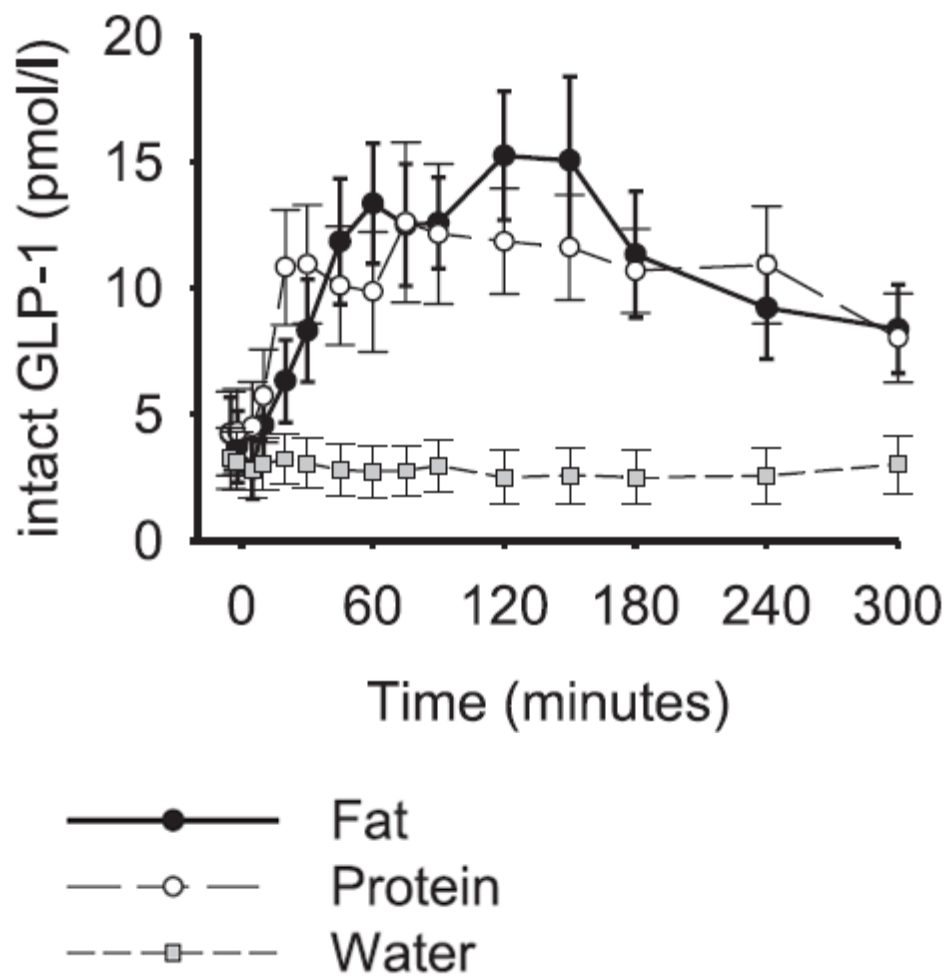 intact GLP-1 (pmol/l)
20
15
10
5
0
0 60 120 180 240 300
Time (minutes)
Fat
Protein
Water